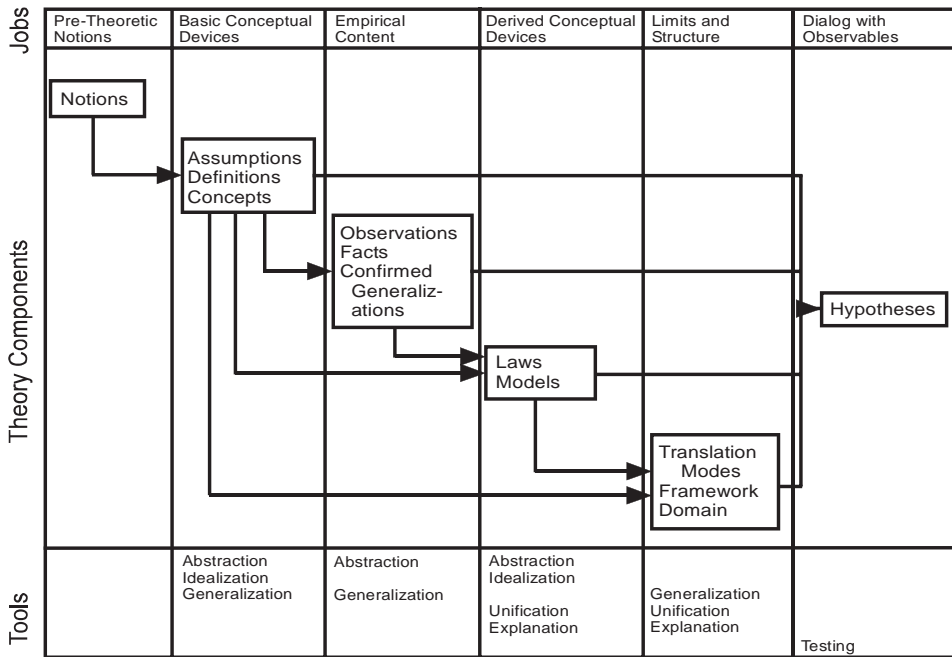 Jobs
Pre-Theoretic
Notions
Basic Conceptual
Devices
Empirical
Content
Derived Conceptual
Devices
Limits and
Structure
Dialog with
Observables
Theory Components
Notions
Assumptions
Definitions
Concepts
Observations
Facts
Confirmed
Generaliz-
ations
Hypotheses
Laws
Models
Translation
Modes
Framework
Domain
Tools
Abstraction
Idealization
Generalization
Abstraction
Generalization
Abstraction
Idealization
Unification
Explanation
Generalization
Unification
Explanation
Testing